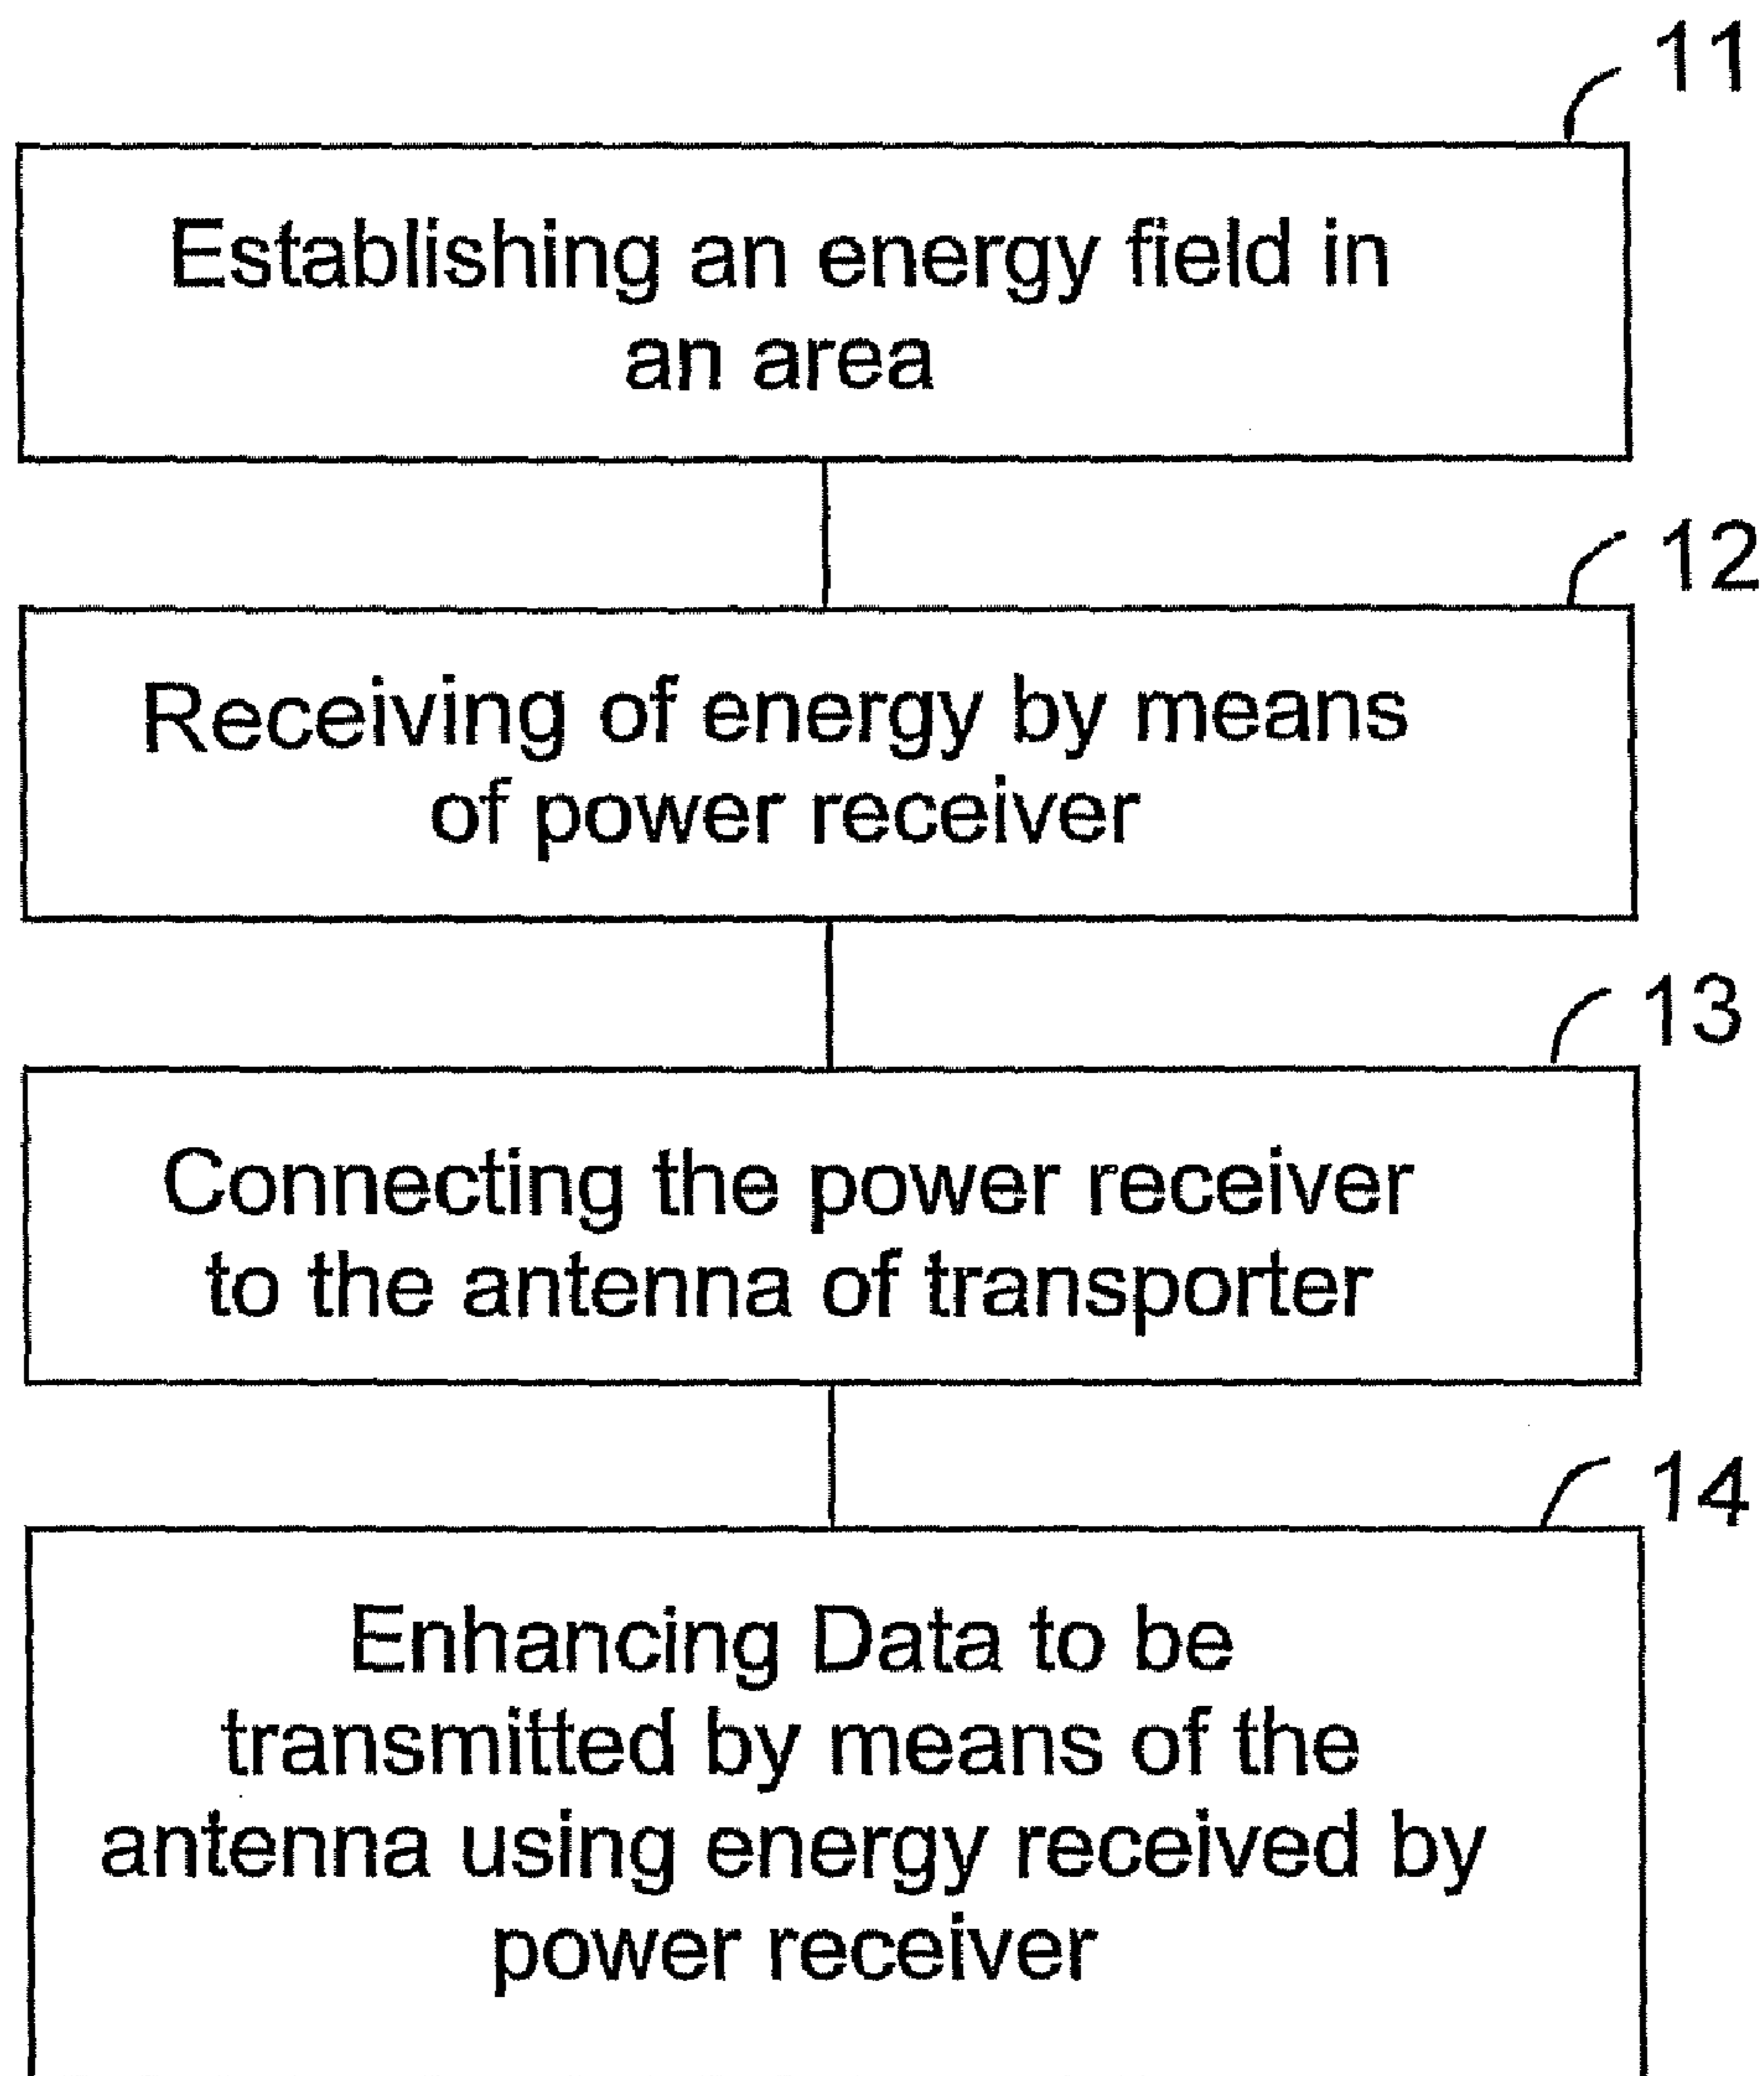 11
Establishing an energy field in
an area
12
Receiving of energy by means
of power receiver
13
Connecting the power receiver
to the antenna of transporter
14
Enhancing Data to be
transmitted by means of the
antenna using energy received by
power receiver